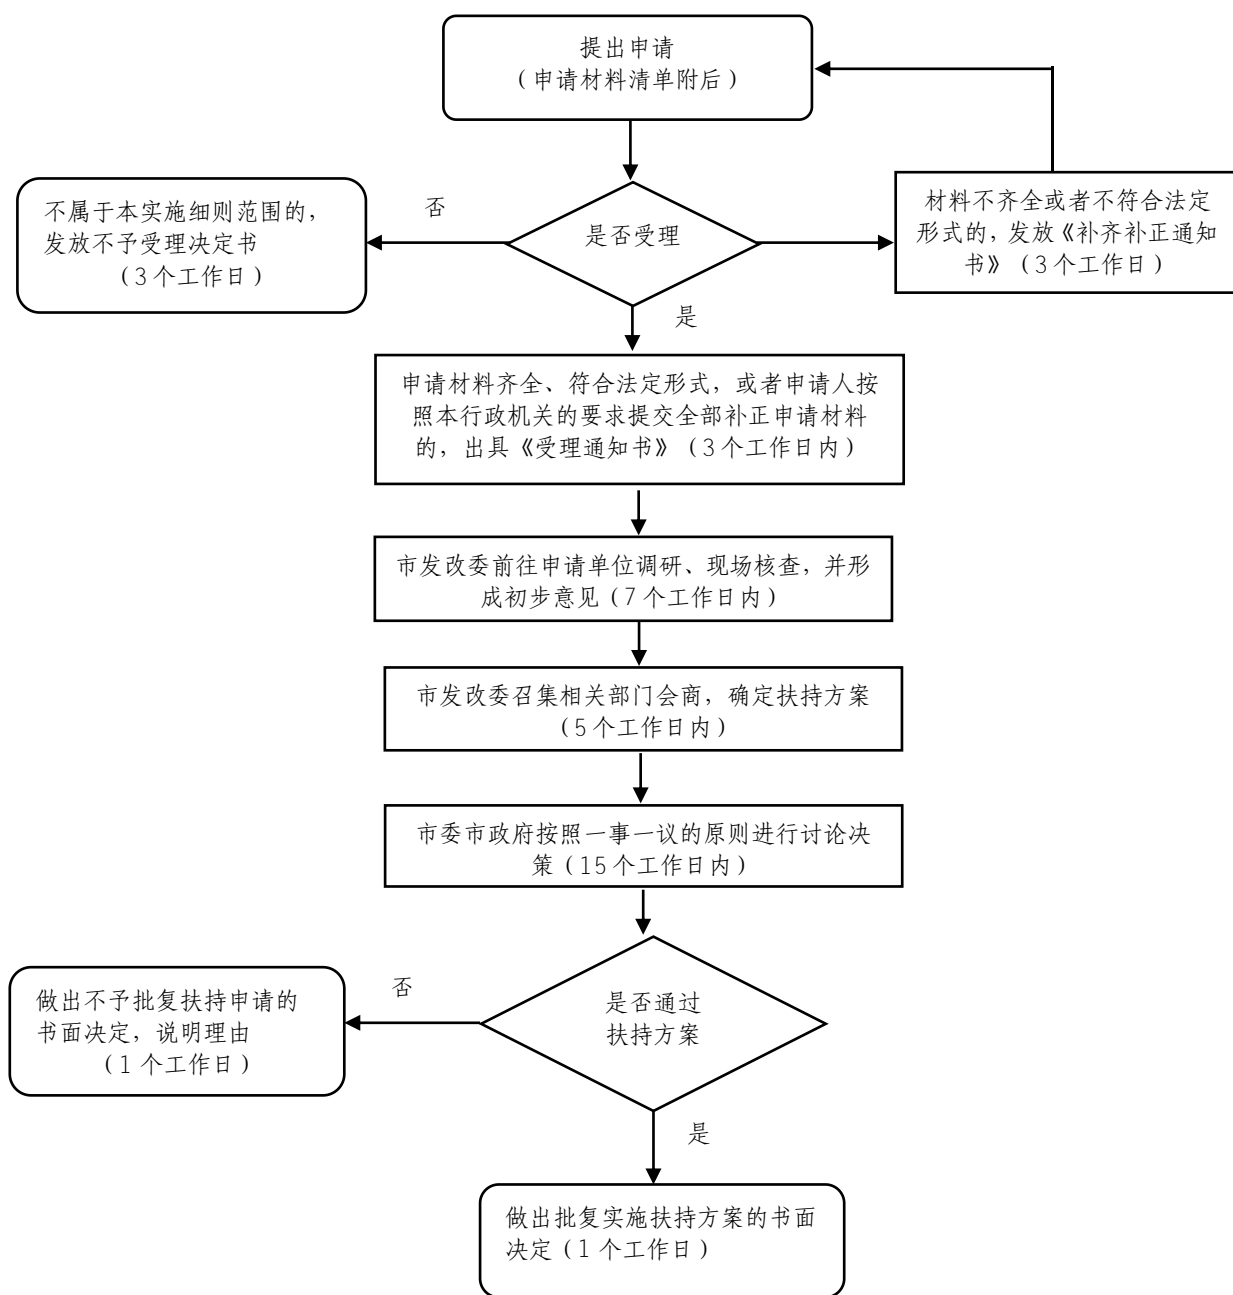 提出申请
（申请材料清单附后）
不属于本实施细则范围的，
发放不予受理决定书
（3个工作日）
否
是否受理
材料不齐全或者不符合法定
形式的，发放《补齐补正通知
书》（3个工作日）
是
申请材料齐全、符合法定形式，或者申请人按
照本行政机关的要求提交全部补正申请材料
的，出具《受理通知书》（3个工作日内）
市发改委前往申请单位调研、现场核查，并形
成初步意见（7个工作日内）
市发改委召集相关部门会商，确定扶持方案
（5个工作日内）
市委市政府按照一事一议的原则进行讨论决
策（15个工作日内）
做出不予批复扶持申请的
书面决定，说明理由
（1个工作日）
否
是否通过
扶持方案
是
做出批复实施扶持方案的书面
决定（1个工作日）